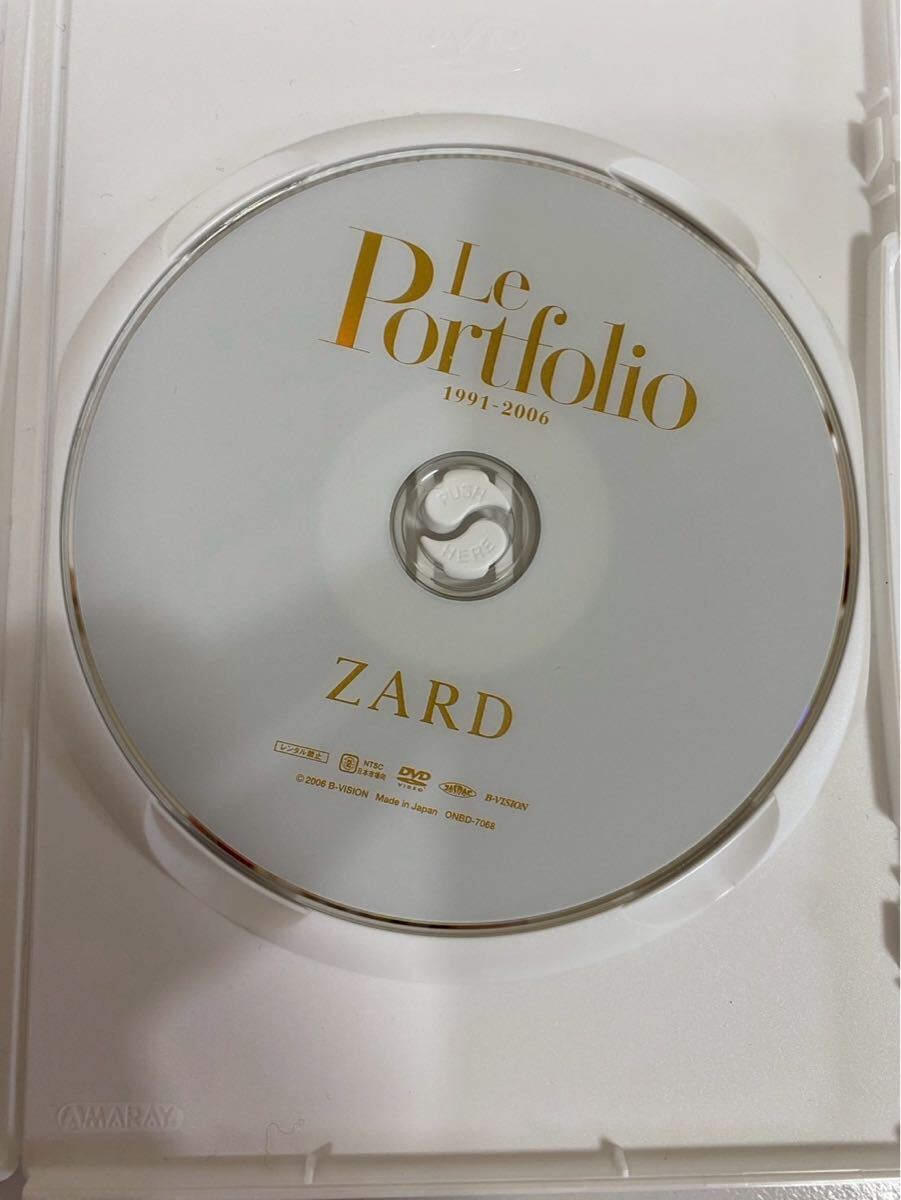 DVD
Le
Portfolio
1991-2006
PUSH
HERE
ZARD
レンタル禁止
NTSC
日本市場向
DVD
VIDEO
B-VISION
©2006 B-VISION Made in Japan ONBD-7068
AMARAY